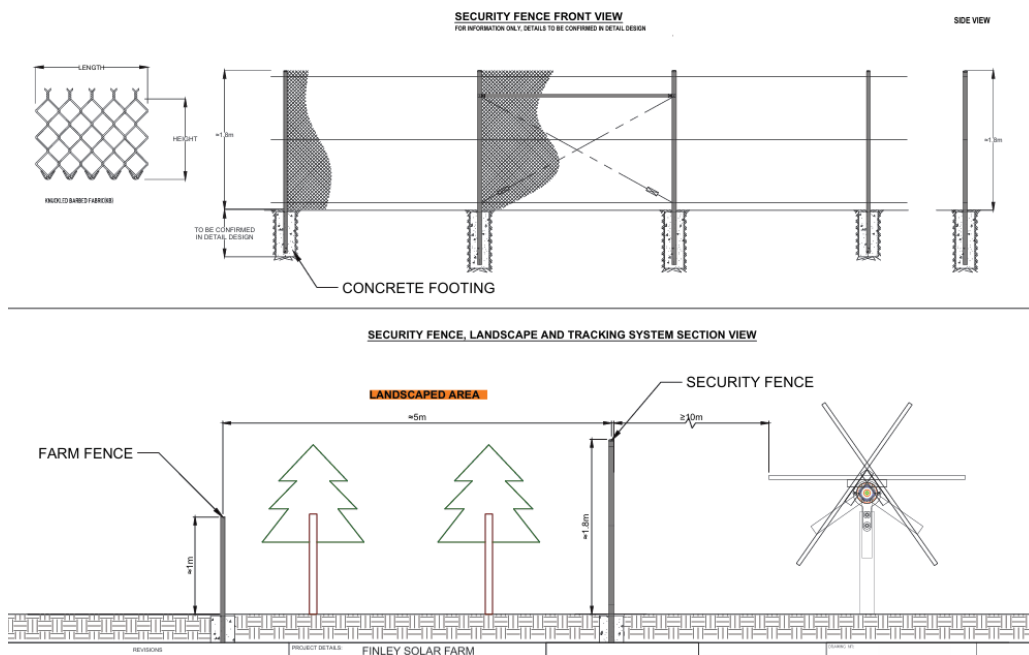 SECURITY FENCE FRONT VIEW
FOR INFORMATION ONLY, DETAILS TO BE CONFIRMED IN DETAIL DESIGN
SIDE VIEW
LENGTH
HEIGHT
≈1.8m
≈1.8m
KNUCKLED BARBED FABRIC(KB)
TO BE CONFIRMED
IN DETAIL DESIGN
CONCRETE FOOTING
SECURITY FENCE, LANDSCAPE AND TRACKING SYSTEM SECTION VIEW
SECURITY FENCE
LANDSCAPED AREA
≈5m
≥10m
FARM FENCE
≈1.8m
≈1m
REVISIONS
PROJECT DETAILS
FINLEY SOLAR FARM